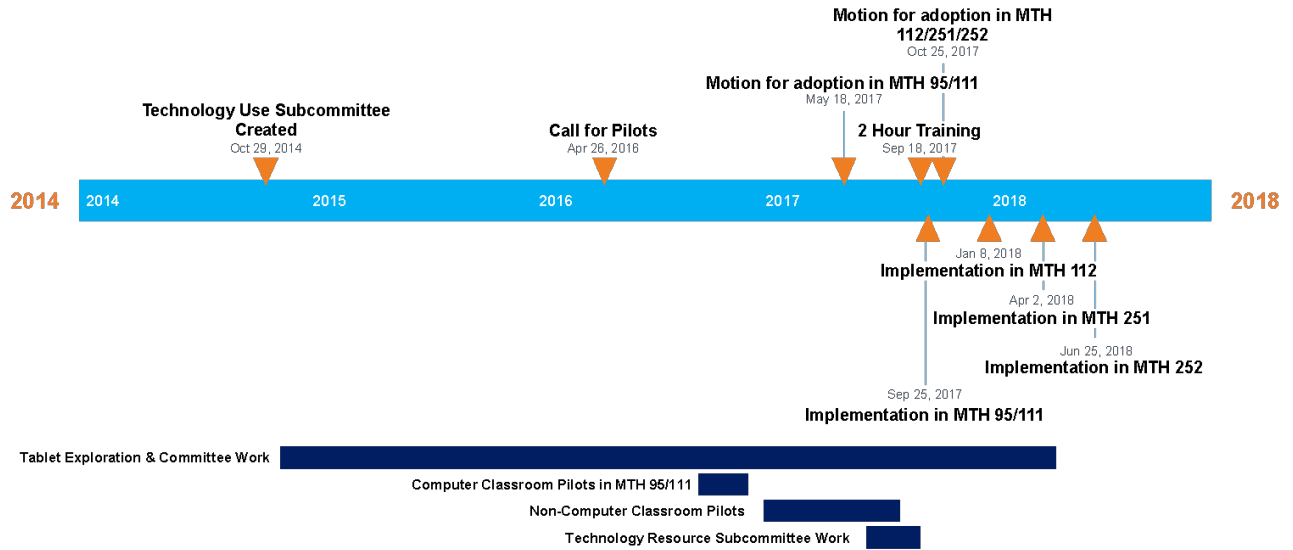 Motion for adoption in MTH
112/251/252
Oct 25, 2017
Motion for adoption in MTH 95/111
May 18, 2017
Technology Use Subcommittee
Created
Oct 29, 2014
Call for Pilots
Apr 26, 2016
2 Hour Training
Sep 18, 2017
2014
2014
2015
2016
2017
2018
2018
Jan 8, 2018
Implementation in MTH 112
Apr 2, 2018
Implementation in MTH 251
Jun 25, 2018
Implementation in MTH 252
Sep 25, 2017
Implementation in MTH 95/111
Tablet Exploration & Committee Work
Computer Classroom Pilots in MTH 95/111
Non-Computer Classroom Pilots
Technology Resource Subcommittee Work